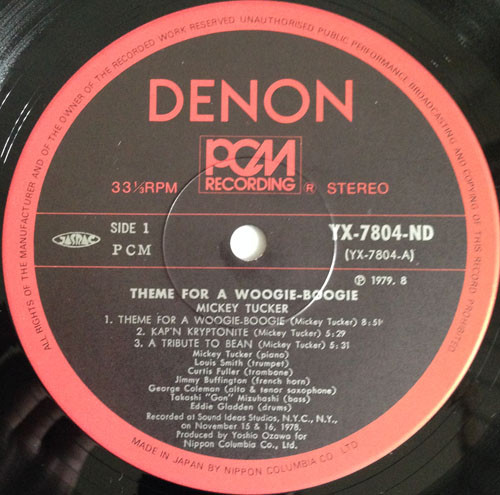 ALL RIGHTS OF THE MANUFACTURER AND OF THE OWNER OF THE RECORDED WORK RESERVED UNAUTHORISED PUBLIC PERFORMANCE BROADCASTING AND COPYING OF THIS RECORD PROHIBITED
DENON
PCM
RECORDING ®
33 1/3 RPM
STEREO
SIDE 1
YX-7804-ND
JASRAC
PCM
(YX-7804-A)
℗ 1979. 8
THEME FOR A WOOGIE-BOOGIE
MICKEY TUCKER
1. THEME FOR A WOOGIE-BOOGIE (Mickey Tucker) 8:51
2. KAP'N KRYPTONITE (Mickey Tucker) 5:29
3. A TRIBUTE TO BEAN (Mickey Tucker) 5:31
Mickey Tucker (piano)
Louis Smith (trumpet)
Curtis Fuller (trombone)
Jimmy Buffington (french horn)
George Coleman (alto & tenor saxophone)
Takashi "Gon" Mizuhashi (bass)
Eddie Gladden (drums)
Recorded at Sound Ideas Studios, N.Y.C., N.Y.,
on November 15 & 16, 1978.
Produced by Yoshio Ozawa for
Nippon Columbia Co., Ltd.
MADE IN JAPAN BY NIPPON COLUMBIA CO. LTD